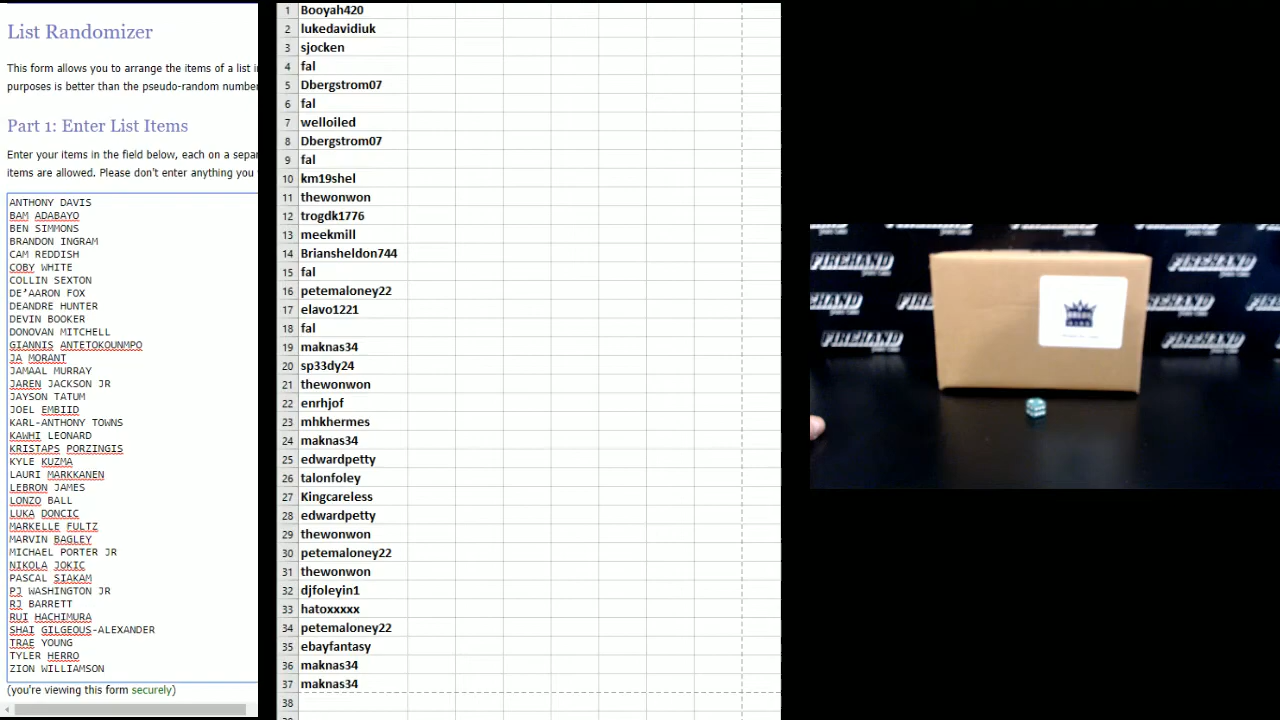 List Randomizer
This form allows you to arrange the items of a list i
purposes is better than the pseudo-random number
Part 1: Enter List Items
Enter your items in the field below, each on a sepa
items are allowed. Please don't enter anything you
ANTHONY DAVIS
BAM ADABAYO
BEN SIMMONS
BRANDON INGRAM
CAM REDDISH
COBY WHITE
COLLIN SEXTON
DE'AARON FOX
DEANDRE HUNTER
DEVIN BOOKER
DONOVAN MITCHELL
GIANNIS ANTETOKOUNMPO
JA MORANT
JAMAAL MURRAY
JAREN JACKSON JR
JAYSON TATUM
JOEL EMBIID
KARL-ANTHONY TOWNS
KAWHI LEONARD
KRISTAPS PORZINGIS
KYLE KUZMA
LAURI MARKKANEN
LEBRON JAMES
LONZO BALL
LUKA DONCIC
MARKELLE FULTZ
MARVIN BAGLEY
MICHAEL PORTER JR
NIKOLA JOKIC
PASCAL SIAKAM
PJ WASHINGTON JR
RJ BARRETT
RUI HACHIMURA
SHAI GILGEOUS-ALEXANDER
TRAE YOUNG
TYLER HERRO
ZION WILLIAMSON
(you're viewing this form securely)
1 Booyah420
2 lukedavidiuk
3 sjocken
4 fal
5 Dbergstrom07
6 fal
7 welloiled
8 Dbergstrom07
9 fal
10 km19shel
11 thewonwon
12 trogdk1776
13 meekmill
14 Briansheldon744
15 fal
16 petemaloney22
17 elavo1221
18 fal
19 maknas34
20 sp33dy24
21 thewonwon
22 enrhjof
23 mhkhermes
24 maknas34
25 edwardpetty
26 talonfoley
27 Kingcareless
28 edwardpetty
29 thewonwon
30 petemaloney22
31 thewonwon
32 djfoleyin1
33 hatoxxxxx
34 petemaloney22
35 ebayfantasy
36 maknas34
37 maknas34
38
FIREHAND
FIREHAND
FIREHAND
FIREHAND